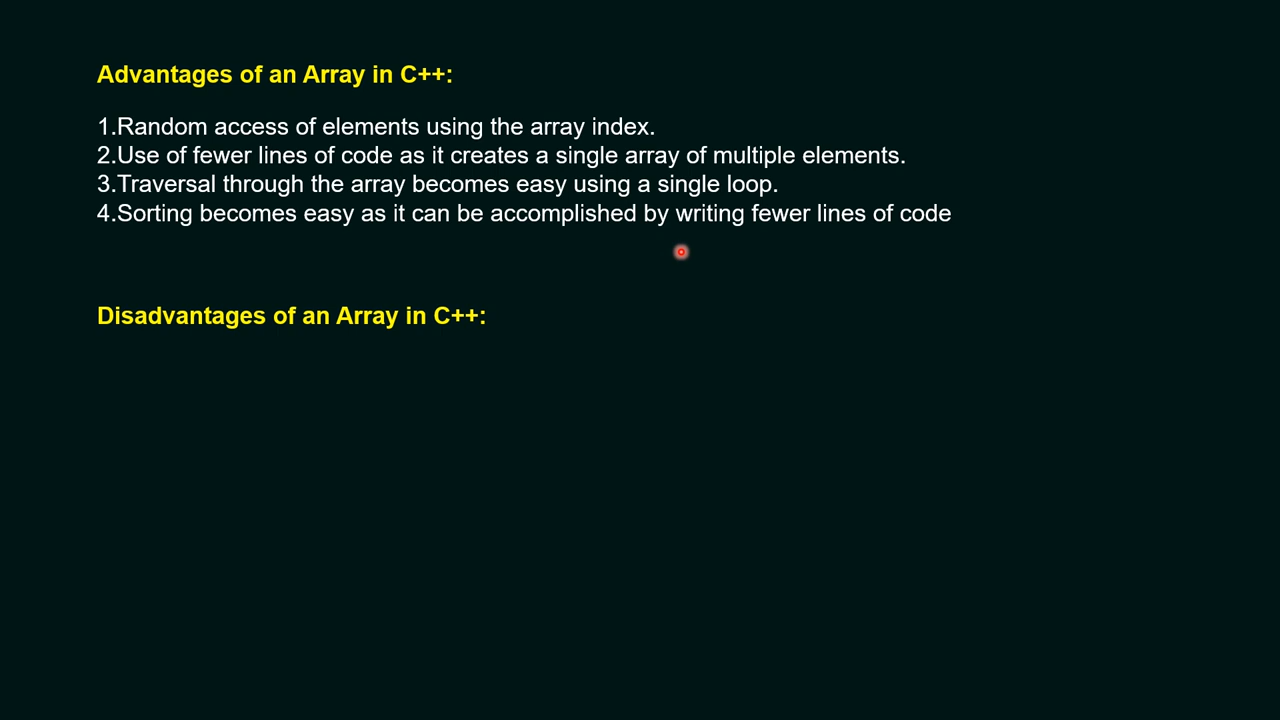 Advantages of an Array in C++:
1.Random access of elements using the array index.
2.Use of fewer lines of code as it creates a single array of multiple elements.
3.Traversal through the array becomes easy using a single loop.
4.Sorting becomes easy as it can be accomplished by writing fewer lines of code
Disadvantages of an Array in C++: